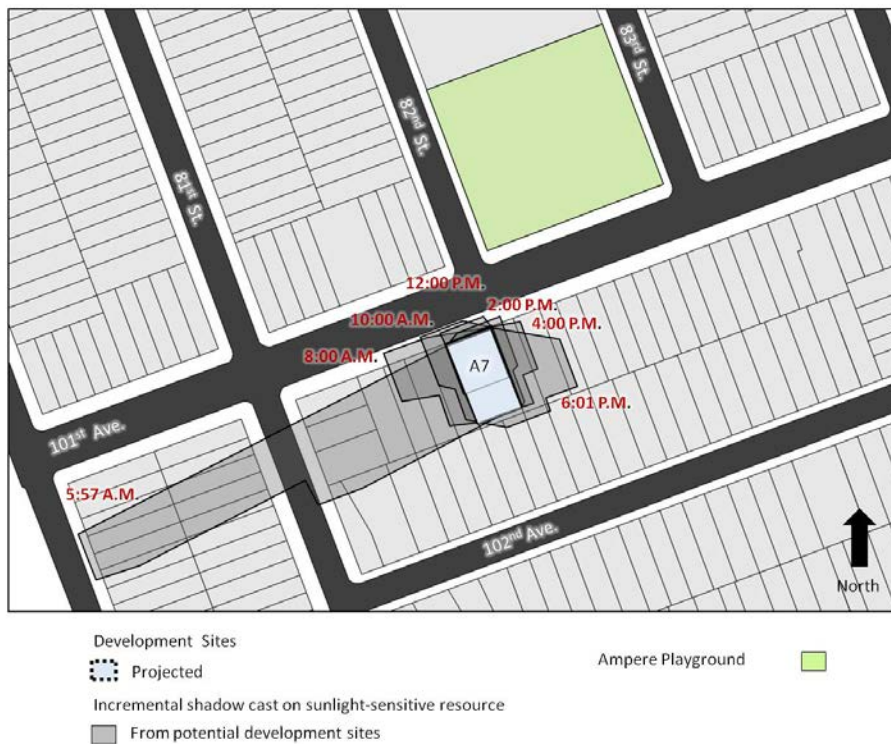 83rd St.
82nd St.
81st St.
12:00 P.M.
2:00 P.M.
10:00 A.M.
4:00 P.M.
8:00 A.M.
A7
6:01 P.M.
101st Ave.
5:57 A.M.
102nd Ave.
North
Development Sites
Projected
Ampere Playground
Incremental shadow cast on sunlight-sensitive resource
From potential development sites